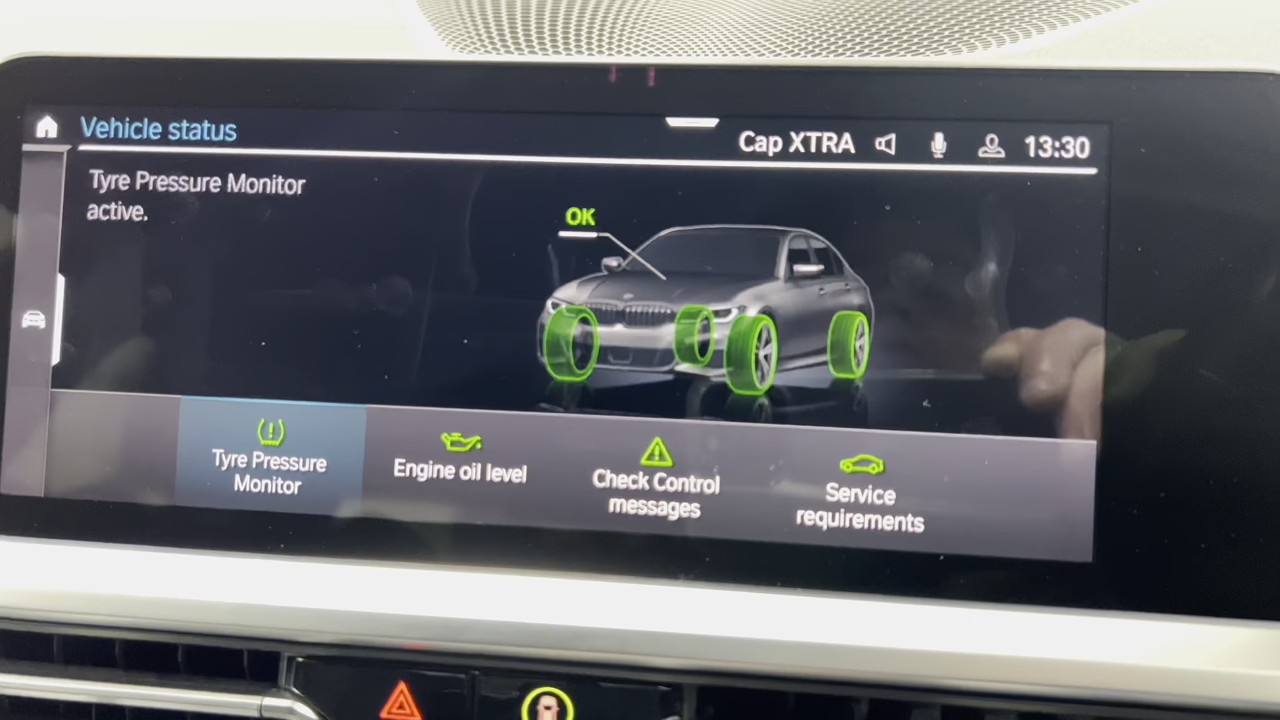 Vehicle status
Cap XTRA
13:30
Tyre Pressure Monitor
active.
OK
Tyre Pressure
Monitor
Engine oil level
Check Control
messages
Service
requirements